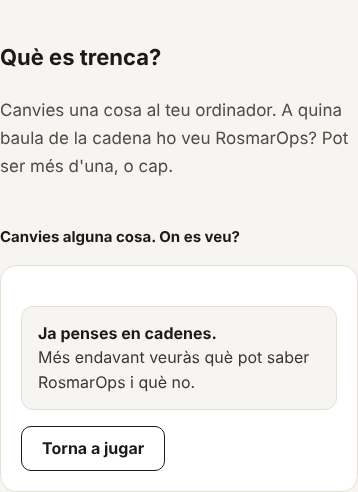 Què es trenca?
Canvies una cosa al teu ordinador. A quina
baula de la cadena ho veu RosmarOps? Pot
ser més d'una, o cap.
Canvies alguna cosa. On es veu?
Ja penses en cadenes.
Més endavant veuràs què pot saber
RosmarOps i què no.
Torna a jugar